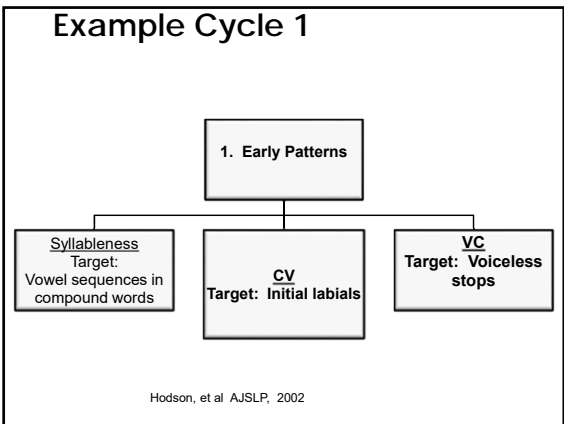 Example Cycle 1
1. Early Patterns
Syllableness
Target:
Vowel sequences in
compound words
CV
Target: Initial labials
VC
Target: Voiceless
stops
Hodson, et al AJSLP, 2002